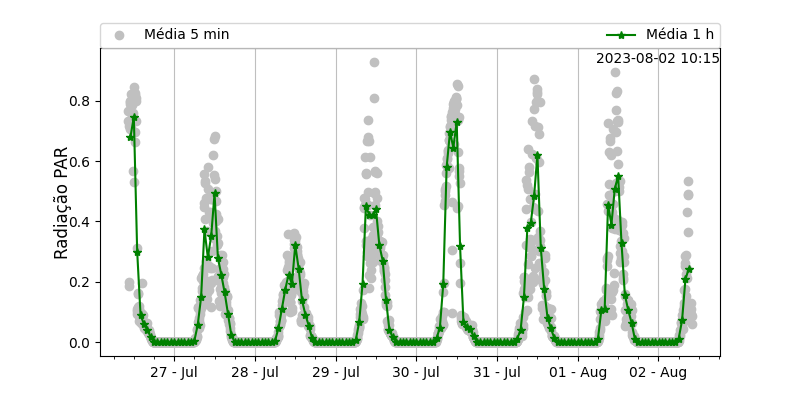 Média 5 min
Média 1 h
2023-08-02 10:15
Radiação PAR
0.8
0.6
0.4
0.2
0.0
27 - Jul
28 - Jul
29 - Jul
30 - Jul
31 - Jul
01 - Aug
02 - Aug